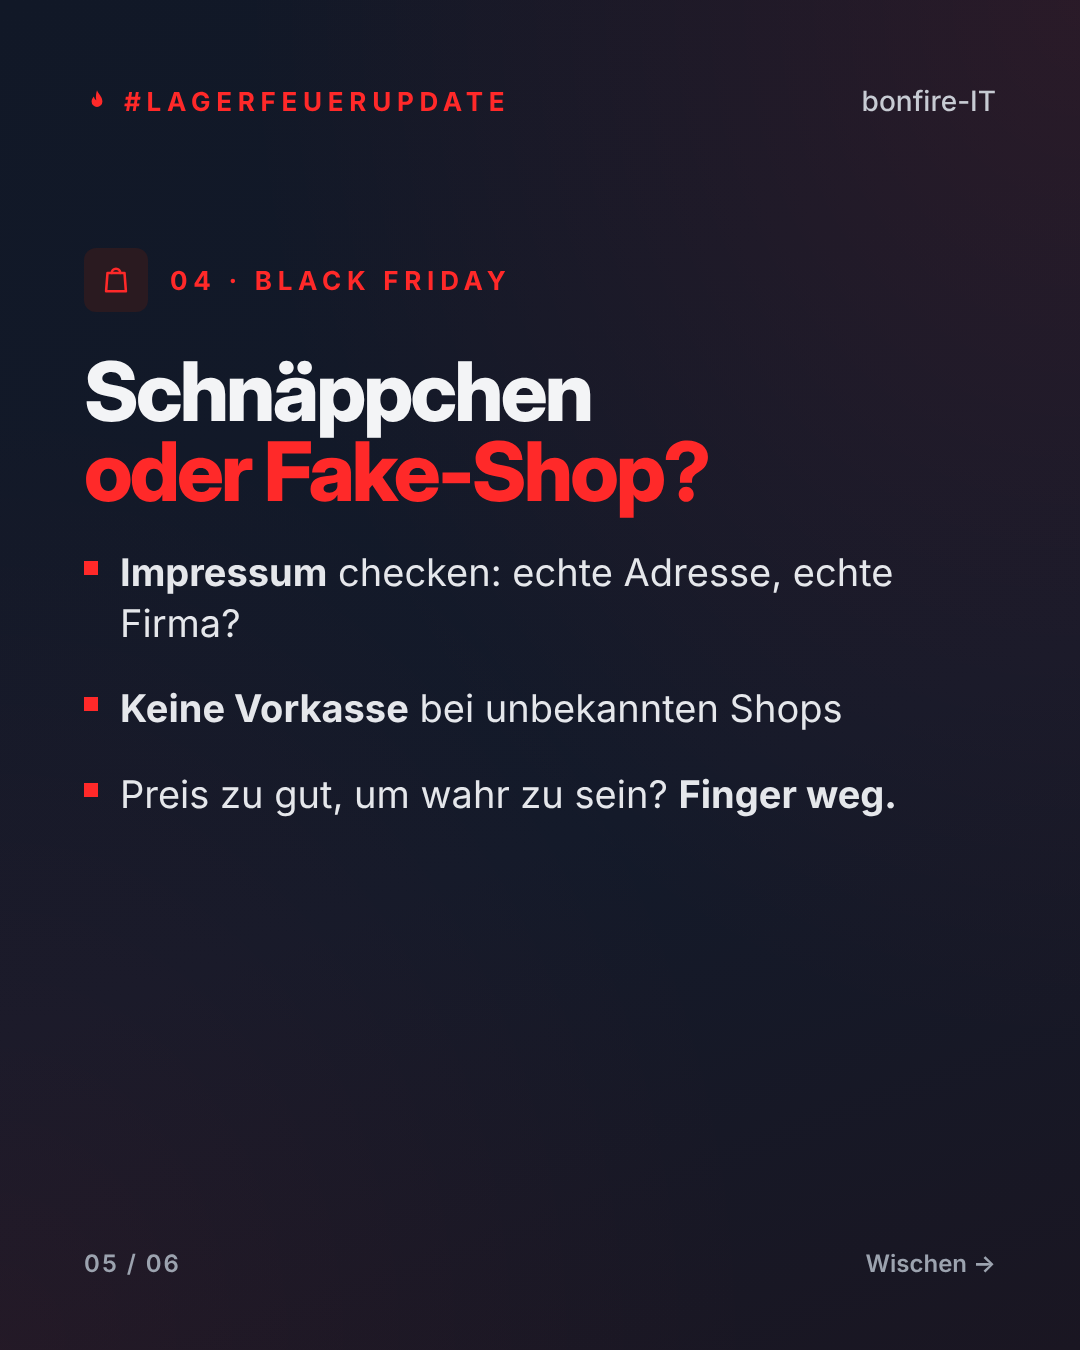 #LAGERFEUERUPDATE
bonfire-IT
04 · BLACK FRIDAY
Schnäppchen
oder Fake-Shop?
Impressum checken: echte Adresse, echte
Firma?
Keine Vorkasse bei unbekannten Shops
Preis zu gut, um wahr zu sein? Finger weg.
05 / 06
Wischen →